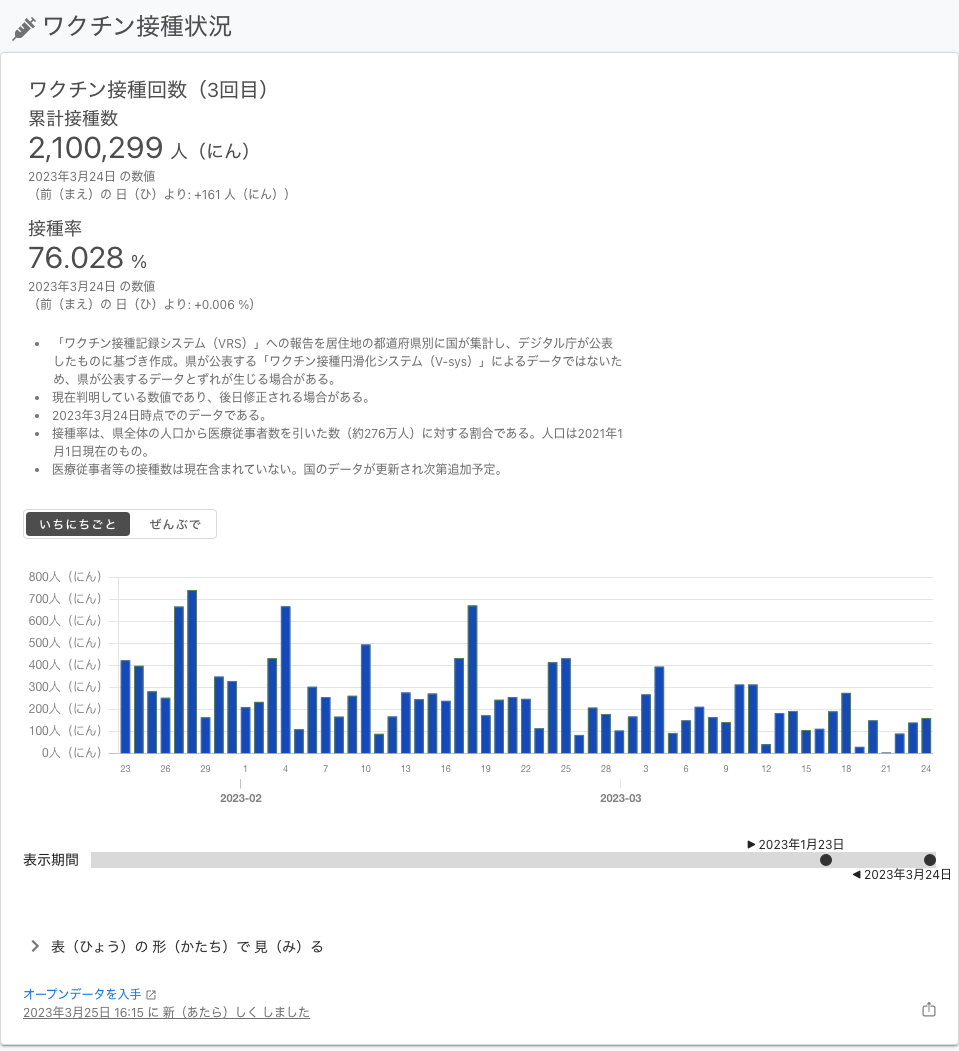 ワクチン接種状況
ワクチン接種回数（3回目）
累計接種数
2,100,299 人（にん）
2023年3月24日 の数値
（前（まえ）の 日（ひ）より: +161 人（にん））
接種率
76.028 %
2023年3月24日 の数値
（前（まえ）の 日（ひ）より: +0.006 %）
• 「ワクチン接種記録システム（VRS）」への報告を居住地の都道府県別に国が集計し、デジタル庁が公表
したものに基づき作成。県が公表する「ワクチン接種円滑化システム（V-sys）」によるデータではないた
め、県が公表するデータとずれが生じる場合がある。
• 現在判明している数値であり、後日修正される場合がある。
• 2023年3月24日時点でのデータである。
• 接種率は、県全体の人口から医療従事者数を引いた数（約276万人）に対する割合である。人口は2021年1
月1日現在のもの。
• 医療従事者等の接種数は現在含まれていない。国のデータが更新され次第追加予定。
いちにちごと ぜんぶで
800人（にん）
700人（にん）
600人（にん）
500人（にん）
400人（にん）
300人（にん）
200人（にん）
100人（にん）
0人（にん）
23 26 29 1 4 7 10 13 16 19 22 25 28 3 6 9 12 15 18 21 24
2023-02 2023-03
2023年1月23日
表示期間
2023年3月24日
表（ひょう）の 形（かたち）で 見（み）る
オープンデータを入手
2023年3月25日 16:15 に 新（あたら）しく しました